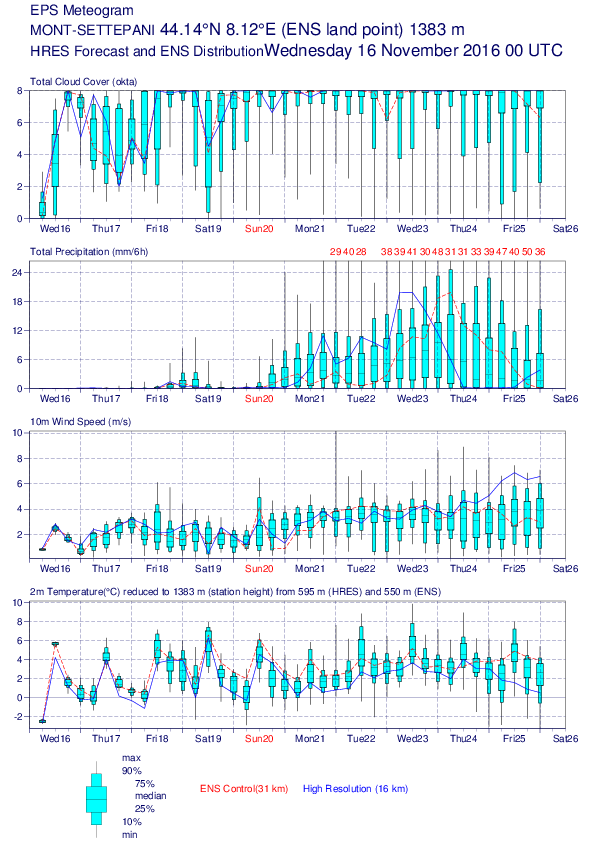 EPS Meteogram
MONT-SETTEPANI 44.14°N 8.12°E (ENS land point) 1383 m
HRES Forecast and ENS Distribution Wednesday 16 November 2016 00 UTC
Total Cloud Cover (okta)
8
6
4
2
0
Wed16 Thu17 Fri18 Sat19 Sun20 Mon21 Tue22 Wed23 Thu24 Fri25 Sat26
Total Precipitation (mm/6h) 29 40 28 38 39 41 30 48 31 31 33 39 47 40 50 36
24
18
12
6
0
Wed16 Thu17 Fri18 Sat19 Sun20 Mon21 Tue22 Wed23 Thu24 Fri25 Sat26
10m Wind Speed (m/s)
10
8
6
4
2
Wed16 Thu17 Fri18 Sat19 Sun20 Mon21 Tue22 Wed23 Thu24 Fri25 Sat26
2m Temperature(°C) reduced to 1383 m (station height) from 595 m (HRES) and 550 m (ENS)
10
8
6
4
2
0
-2
Wed16 Thu17 Fri18 Sat19 Sun20 Mon21 Tue22 Wed23 Thu24 Fri25 Sat26
max
90%
75%
median
25%
10%
min
ENS Control(31 km) High Resolution (16 km)